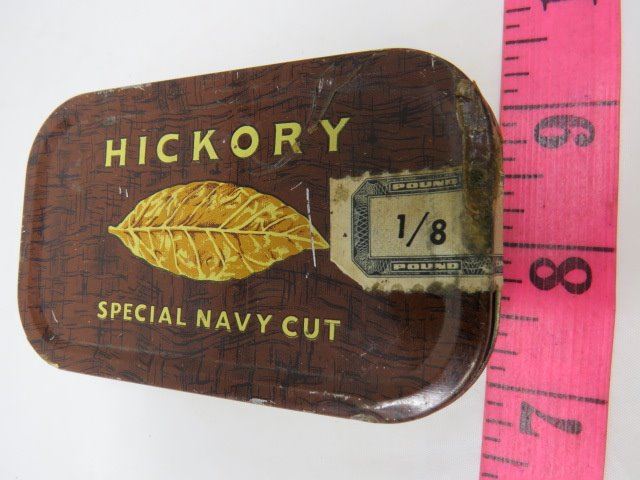 HICKORY
SPECIAL NAVY CUT
POUND
1/8
POUND
9
8
7